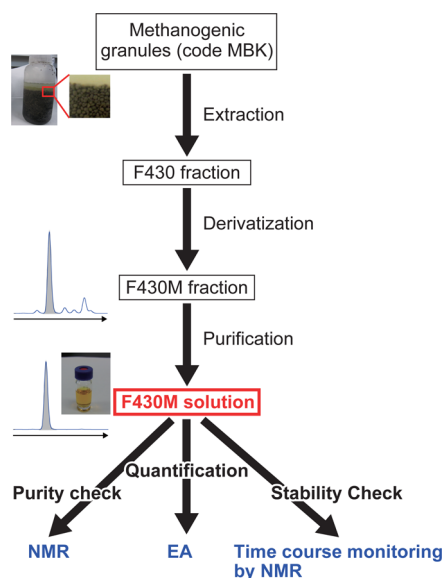 Methanogenic
granules (code MBK)
Extraction
F430 fraction
Derivatization
F430M fraction
Purification
F430M solution
Quantification
Purity check
Stability Check
NMR
EA
Time course monitoring
by NMR